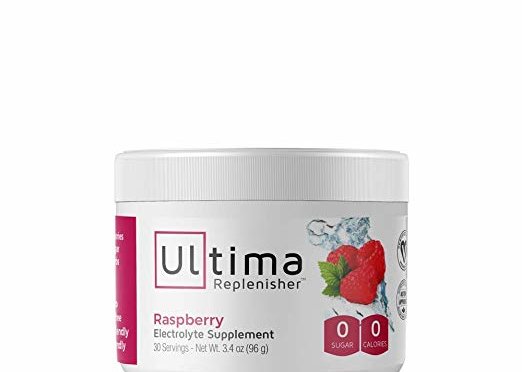 Ultima
Replenisher™
Raspberry
Electrolyte Supplement
30 Servings - Net Wt. 3.4 oz (96 g)
0
SUGAR
0
CALORIES